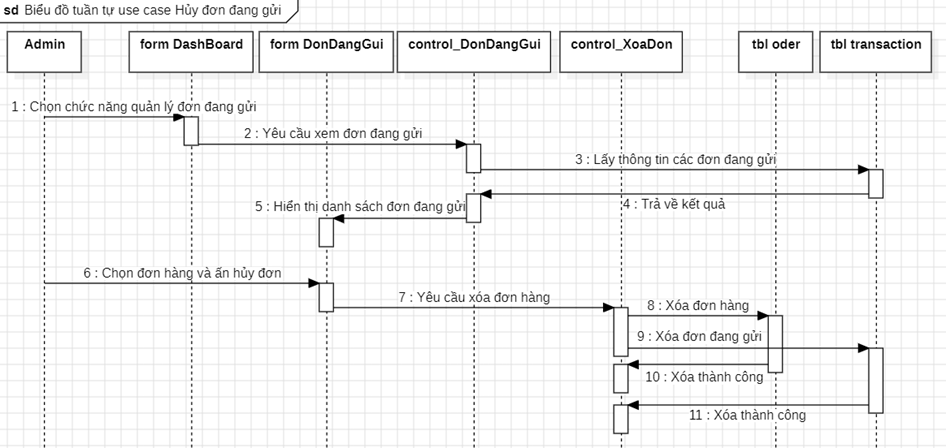 sd Biểu đồ tuần tự use case Hủy đơn đang gửi
Admin
form DashBoard
form DonDangGui
control_DonDangGui
control_XoaDon
tbl oder
tbl transaction
1 : Chọn chức năng quản lý đơn đang gửi
2 : Yêu cầu xem đơn đang gửi
3 : Lấy thông tin các đơn đang gửi
4 : Trả về kết quả
5 : Hiển thị danh sách đơn đang gửi
6 : Chọn đơn hàng và ấn hủy đơn
7 : Yêu cầu xóa đơn hàng
8 : Xóa đơn hàng
9 : Xóa đơn đang gửi
10 : Xóa thành công
11 : Xóa thành công